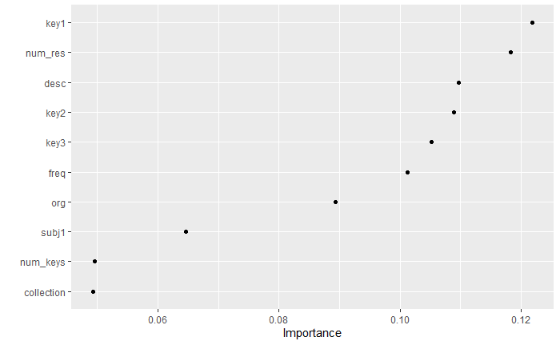 key1
num_res
desc
key2
key3
freq
org
subj1
num_keys
collection
0.06 0.08 0.10 0.12
Importance